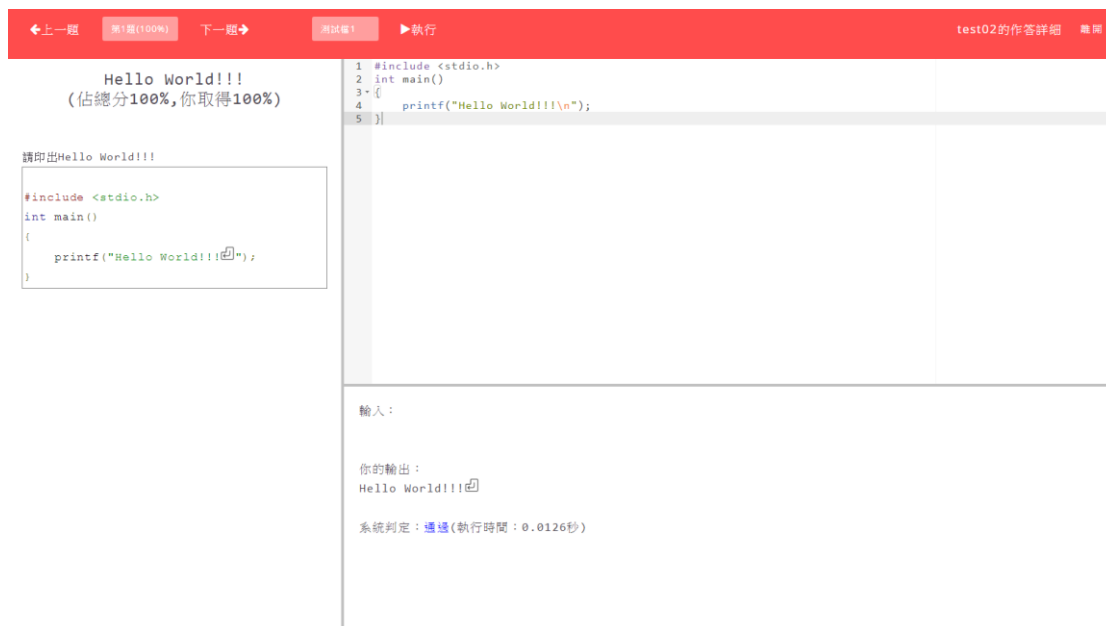 上一題 第1題(100%) 下一題 測試檔1 執行 test02的作答詳細 離開
Hello World!!!
(佔總分100%,你取得100%)
請印出Hello World!!!
#include <stdio.h>
int main()
{
printf("Hello World!!!");
}
1 #include <stdio.h>
2 int main()
3 {
4 printf("Hello World!!!\n");
5 }
輸入：
你的輸出：
Hello World!!!
系統判定：通過(執行時間：0.0126秒)